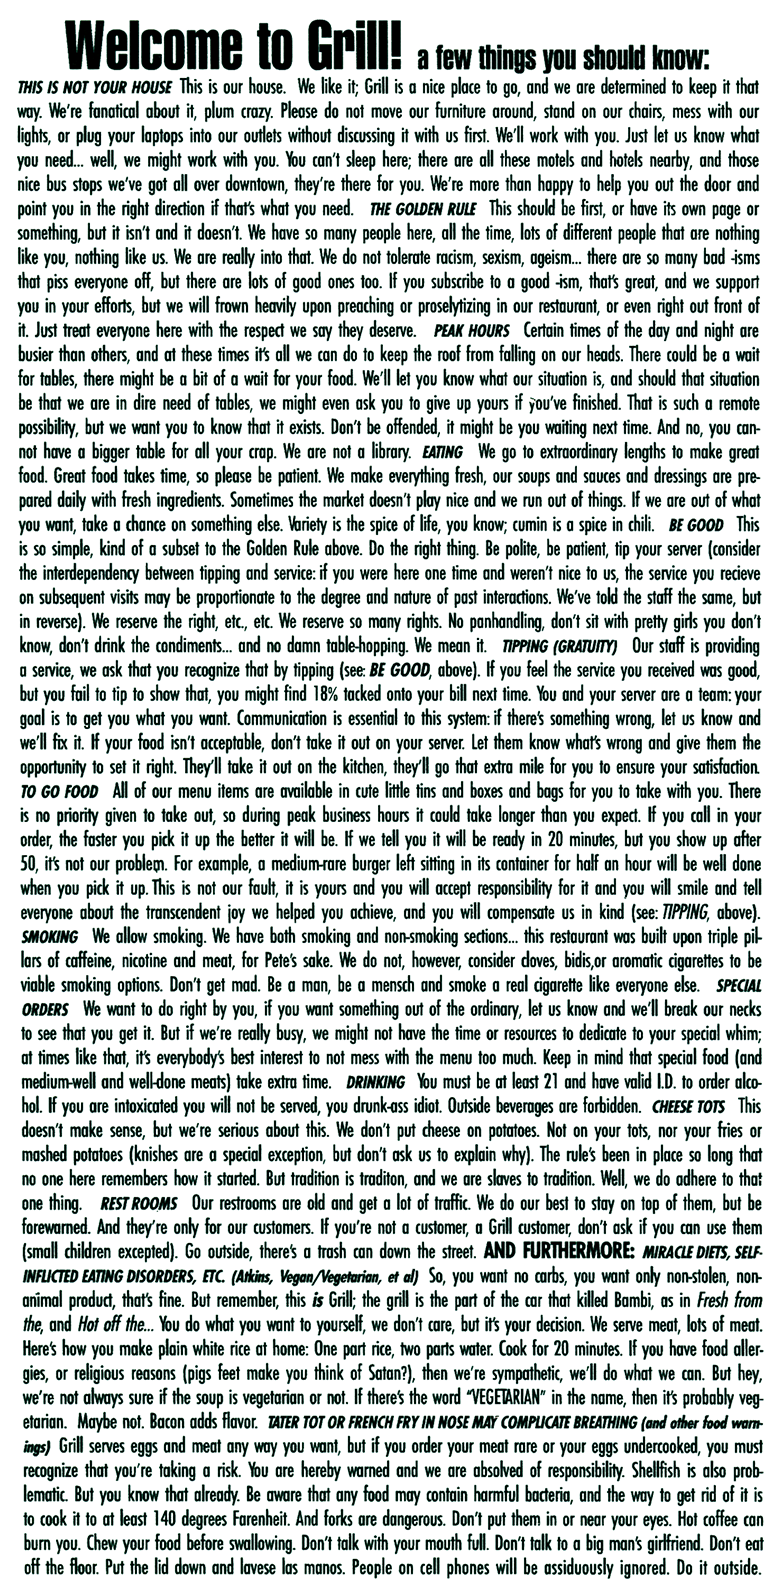 Welcome to Grill! a few things you should know:
THIS IS NOT YOUR HOUSE This is our house. We like it; Grill is a nice place to go, and we are determined to keep it that
way. We're fanatical about it, plum crazy. Please do not move our furniture around, stand on our chairs, mess with our
lights, or plug your laptops into our outlets without discussing it with us first. We'll work with you. Just let us know what
you need... well, we might work with you. You can't sleep here; there are all these motels and hotels nearby, and those
nice bus stops we've got all over downtown, they're there for you. We're more than happy to help you out the door and
point you in the right direction if that's what you need. THE GOLDEN RULE This should be first, or have its own page or
something, but it isn't and it doesn't. We have so many people here, all the time, lots of different people that are nothing
like you, nothing like us. We are really into that. We do not tolerate racism, sexism, ageism... there are so many bad -isms
that piss everyone off, but there are lots of good ones too. If you subscribe to a good -ism, that's great, and we support
you in your efforts, but we will frown heavily upon preaching or proselytizing in our restaurant, or even right out front of
it. Just treat everyone here with the respect we say they deserve. PEAK HOURS Certain times of the day and night are
busier than others, and at these times it's all we can do to keep the roof from falling on our heads. There could be a wait
for tables, there might be a bit of a wait for your food. We'll let you know what our situation is, and should that situation
be that we are in dire need of tables, we might even ask you to give up yours if you've finished. That is such a remote
possibility, but we want you to know that it exists. Don't be offended, it might be you waiting next time. And no, you can-
not have a bigger table for all your crap. We are not a library. EATING We go to extraordinary lengths to make great
food. Great food takes time, so please be patient. We make everything fresh, our soups and sauces and dressings are pre-
pared daily with fresh ingredients. Sometimes the market doesn't play nice and we run out of things. If we are out of what
you want, take a chance on something else. Variety is the spice of life, you know; cumin is a spice in chili. BE GOOD This
is so simple, kind of a subset to the Golden Rule above. Do the right thing. Be polite, be patient, tip your server (consider
the interdependency between tipping and service: if you were here one time and weren't nice to us, the service you recieve
on subsequent visits may be proportionate to the degree and nature of past interactions. We've told the staff the same, but
in reverse). We reserve the right, etc., etc. We reserve so many rights. No panhandling, don't sit with pretty girls you don't
know, don't drink the condiments... and no damn table-hopping. We mean it. TIPPING (GRATUITY) Our staff is providing
a service, we ask that you recognize that by tipping (see: BE GOOD, above). If you feel the service you received was good,
but you fail to tip to show that, you might find 18% tacked onto your bill next time. You and your server are a team: your
goal is to get you what you want. Communication is essential to this system: if there's something wrong, let us know and
we'll fix it. If your food isn't acceptable, don't take it out on your server. Let them know what's wrong and give them the
opportunity to set it right. They'll take it out on the kitchen, they'll go that extra mile for you to ensure your satisfaction.
TO GO FOOD All of our menu items are available in cute little tins and boxes and bags for you to take with you. There
is no priority given to take out, so during peak business hours it could take longer than you expect. If you call in your
order, the faster you pick it up the better it will be. If we tell you it will be ready in 20 minutes, but you show up after
50, it's not our problem. For example, a medium-rare burger left sitting in its container for half an hour will be well done
when you pick it up. This is not our fault, it is yours and you will accept responsibility for it and you will smile and tell
everyone about the transcendent joy we helped you achieve, and you will compensate us in kind (see: TIPPING, above).
SMOKING We allow smoking. We have both smoking and non-smoking sections... this restaurant was built upon triple pil-
lars of caffeine, nicotine and meat, for Pete's sake. We do not, however, consider cloves, bidis,or aromatic cigarettes to be
viable smoking options. Don't get mad. Be a man, be a mensch and smoke a real cigarette like everyone else. SPECIAL
ORDERS We want to do right by you, if you want something out of the ordinary, let us know and we'll break our necks
to see that you get it. But if we're really busy, we might not have the time or resources to dedicate to your special whim;
at times like that, it's everybody's best interest to not mess with the menu too much. Keep in mind that special food (and
medium-well and well-done meats) take extra time. DRINKING You must be at least 21 and have valid I.D. to order alco-
hol. If you are intoxicated you will not be served, you drunk-ass idiot. Outside beverages are forbidden. CHEESE TOTS This
doesn't make sense, but we're serious about this. We don't put cheese on potatoes. Not on your tots, nor your fries or
mashed potatoes (knishes are a special exception, but don't ask us to explain why). The rule's been in place so long that
no one here remembers how it started. But tradition is traditon, and we are slaves to tradition. Well, we do adhere to that
one thing. REST ROOMS Our restrooms are old and get a lot of traffic. We do our best to stay on top of them, but be
forewarned. And they're only for our customers. If you're not a customer, a Grill customer, don't ask if you can use them
(small children excepted). Go outside, there's a trash can down the street. AND FURTHERMORE: MIRACLE DIETS, SELF-
INFLICTED EATING DISORDERS, ETC. (Atkins, Vegan/Vegetarian, et al) So, you want no carbs, you want only non-stolen, non-
animal product, that's fine. But remember, this is Grill; the grill is the part of the car that killed Bambi, as in Fresh from
the, and Hot off the... You do what you want to yourself, we don't care, but it's your decision. We serve meat, lots of meat.
Here's how you make plain white rice at home: One part rice, two parts water. Cook for 20 minutes. If you have food aller-
gies, or religious reasons (pigs feet make you think of Satan?), then we're sympathetic, we'll do what we can. But hey,
we're not always sure if the soup is vegetarian or not. If there's the word "VEGETARIAN" in the name, then it's probably veg-
etarian. Maybe not. Bacon adds flavor. TATER TOT OR FRENCH FRY IN NOSE MAY COMPLICATE BREATHING (and other food warn-
ings) Grill serves eggs and meat any way you want, but if you order your meat rare or your eggs undercooked, you must
recognize that you're taking a risk. You are hereby warned and we are absolved of responsibility. Shellfish is also prob-
lematic. But you know that already. Be aware that any food may contain harmful bacteria, and the way to get rid of it is
to cook it to at least 140 degrees Farenheit. And forks are dangerous. Don't put them in or near your eyes. Hot coffee can
burn you. Chew your food before swallowing. Don't talk with your mouth full. Don't talk to a big man's girlfriend. Don't eat
off the floor. Put the lid down and lavese las manos. People on cell phones will be assiduously ignored. Do it outside.